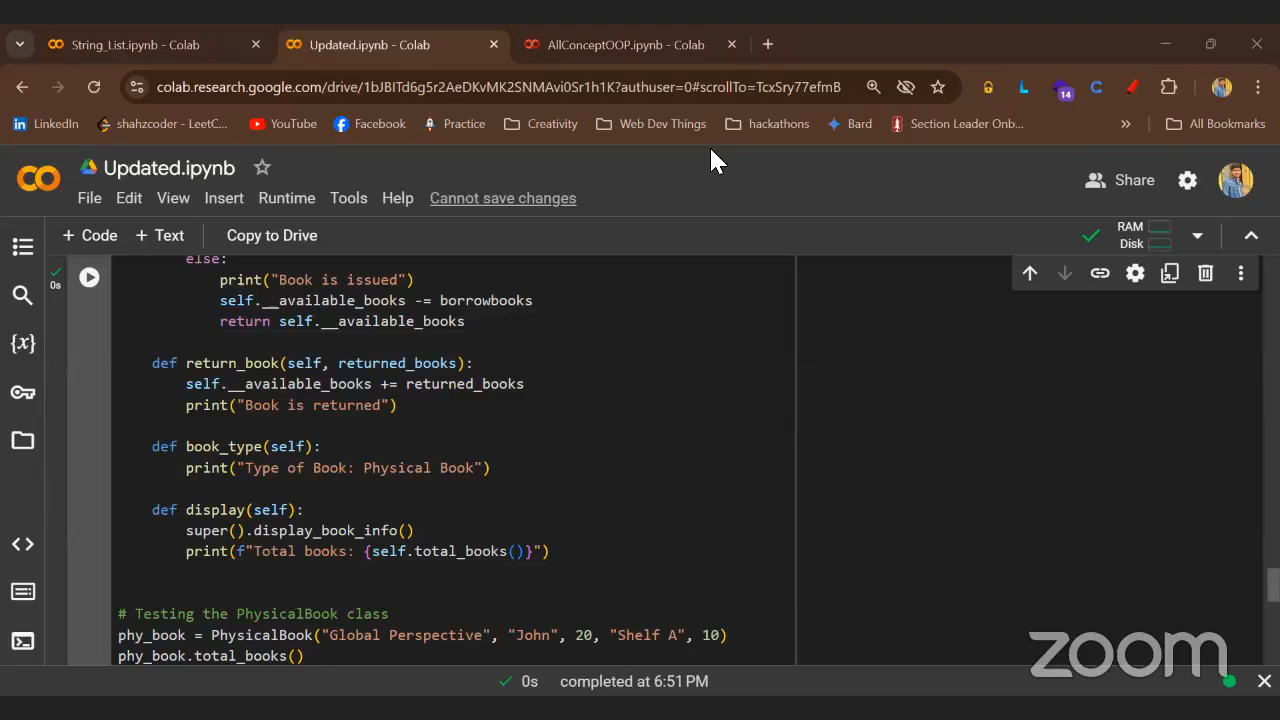 String_List.ipynb - Colab
Updated.ipynb - Colab
AllConceptOOP.ipynb - Colab
colab.research.google.com/drive/1bJBITd6g5r2AeDKvMK2SNMAvi0Sr1h1K?authuser=0#scrollTo=TcxSry77efmB
14
LinkedIn
shahzcoder - LeetC...
YouTube
Facebook
Practice
Creativity
Web Dev Things
hackathons
Bard
Section Leader Onb...
All Bookmarks
Updated.ipynb
File Edit View Insert Runtime Tools Help Cannot save changes
Share
+ Code + Text Copy to Drive
RAM
Disk
0s
else:
print("Book is issued")
self.__available_books -= borrowbooks
return self.__available_books
def return_book(self, returned_books):
self.__available_books += returned_books
print("Book is returned")
def book_type(self):
print("Type of Book: Physical Book")
def display(self):
super().display_book_info()
print(f"Total books: {self.total_books()}")
# Testing the PhysicalBook class
phy_book = PhysicalBook("Global Perspective", "John", 20, "Shelf A", 10)
phy_book.total_books()
zoom
0s completed at 6:51 PM